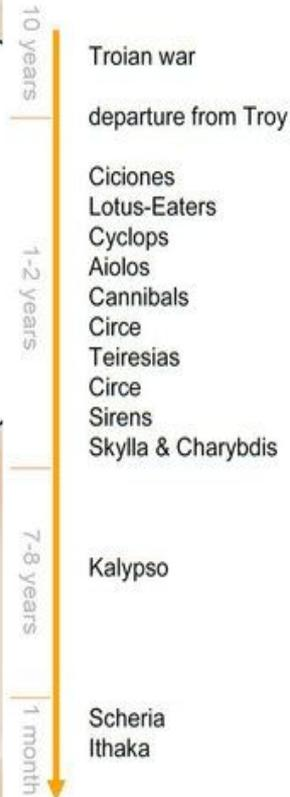 10 years
Troian war
departure from Troy
1-2 years
Ciciones
Lotus-Eaters
Cyclops
Aiolos
Cannibals
Circe
Teiresias
Circe
Sirens
Skylla & Charybdis
7-8 years
Kalypso
1 month
Scheria
Ithaka